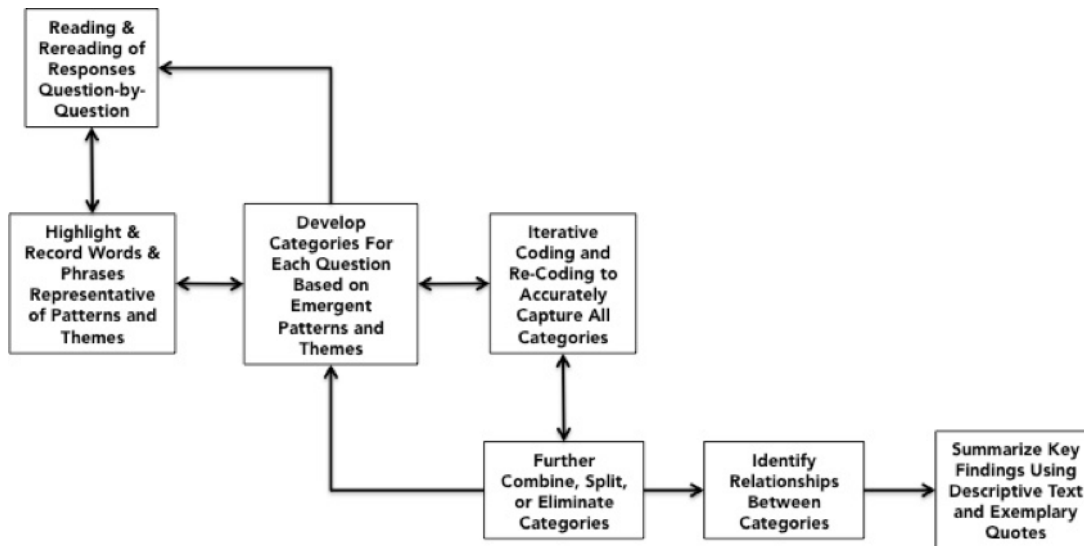 Reading &
Rereading of
Responses
Question-by-
Question
Highlight &
Record Words &
Phrases
Representative
of Patterns and
Themes
Develop
Categories For
Each Question
Based on
Emergent
Patterns and
Themes
Iterative
Coding and
Re-Coding to
Accurately
Capture All
Categories
Further
Combine, Split,
or Eliminate
Categories
Identify
Relationships
Between
Categories
Summarize Key
Findings Using
Descriptive Text
and Exemplary
Quotes